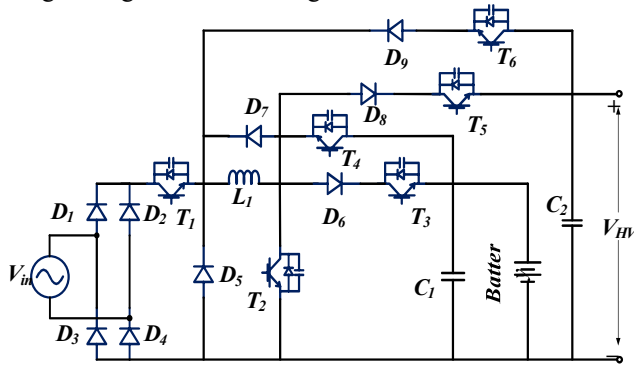 D9
T6
D7
D8
T5
T4
T1
L1
D6
T3
D1
D2
C2
VHV
Vin
D5
T2
C1
Batter
D3
D4
+
−